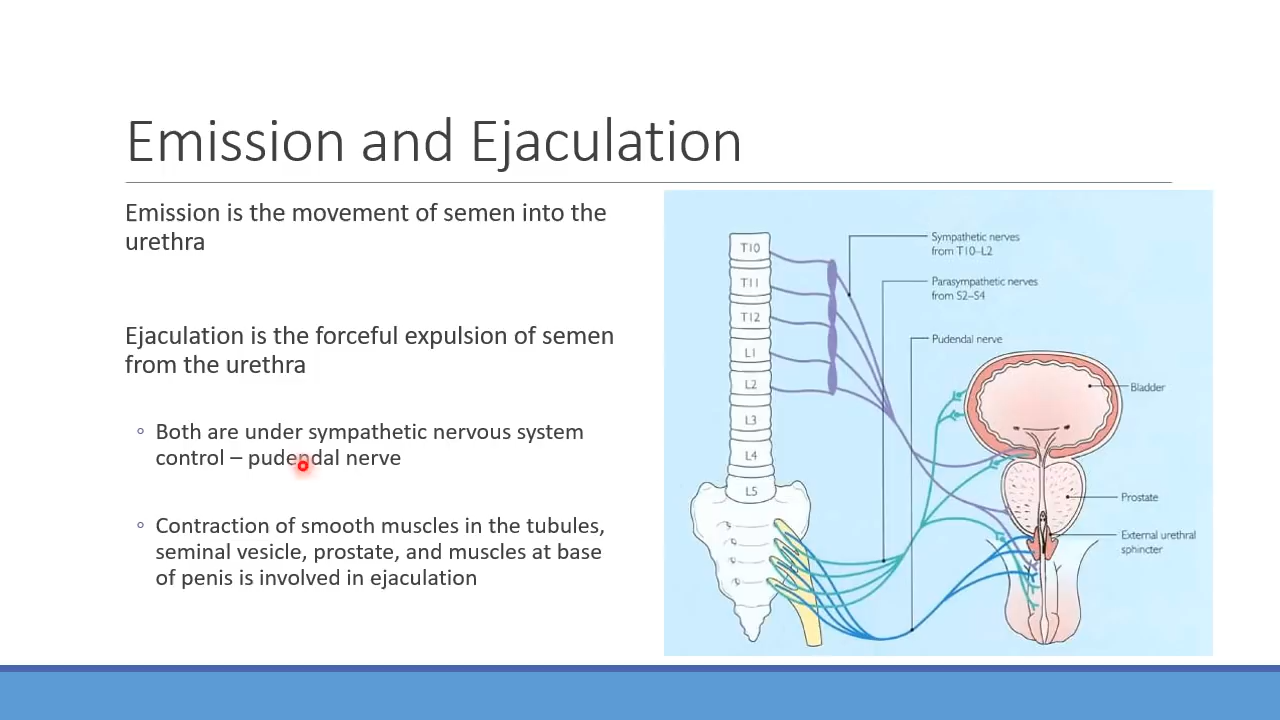 Emission and Ejaculation
Emission is the movement of semen into the
urethra
Ejaculation is the forceful expulsion of semen
from the urethra
◦ Both are under sympathetic nervous system
control – pudendal nerve
◦ Contraction of smooth muscles in the tubules,
seminal vesicle, prostate, and muscles at base
of penis is involved in ejaculation
T10
T11
T12
L1
L2
L3
L4
L5
Sympathetic nerves
from T10–L2
Parasympathetic nerves
from S2–S4
Pudendal nerve
Bladder
Prostate
External urethral
sphincter